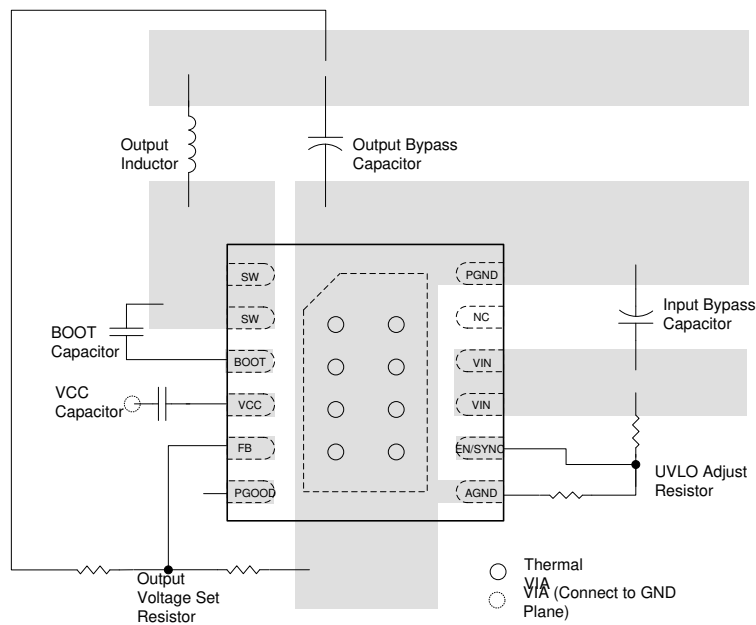 Output
Inductor
Output Bypass
Capacitor
SW
PGND
SW
NC
Input Bypass
Capacitor
BOOT
Capacitor
BOOT
VIN
VCC
Capacitor
VCC
VIN
FB
EN/SYNC
UVLO Adjust
Resistor
PGOOD
AGND
Output
Voltage Set
Resistor
Thermal
VIA
VIA (Connect to GND
Plane)